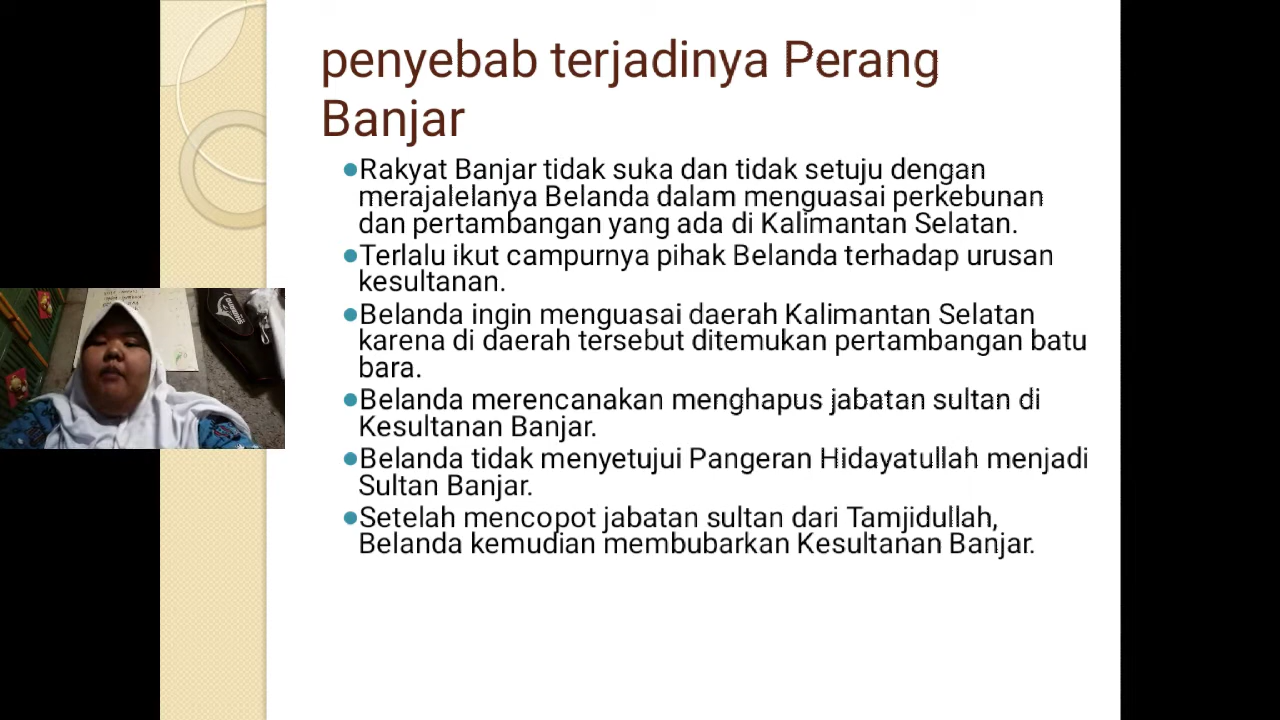 penyebab terjadinya Perang
Banjar
Rakyat Banjar tidak suka dan tidak setuju dengan
merajalelanya Belanda dalam menguasai perkebunan
dan pertambangan yang ada di Kalimantan Selatan.
Terlalu ikut campurnya pihak Belanda terhadap urusan
kesultanan.
Belanda ingin menguasai daerah Kalimantan Selatan
karena di daerah tersebut ditemukan pertambangan batu
bara.
Belanda merencanakan menghapus jabatan sultan di
Kesultanan Banjar.
Belanda tidak menyetujui Pangeran Hidayatullah menjadi
Sultan Banjar.
Setelah mencopot jabatan sultan dari Tamjidullah,
Belanda kemudian membubarkan Kesultanan Banjar.